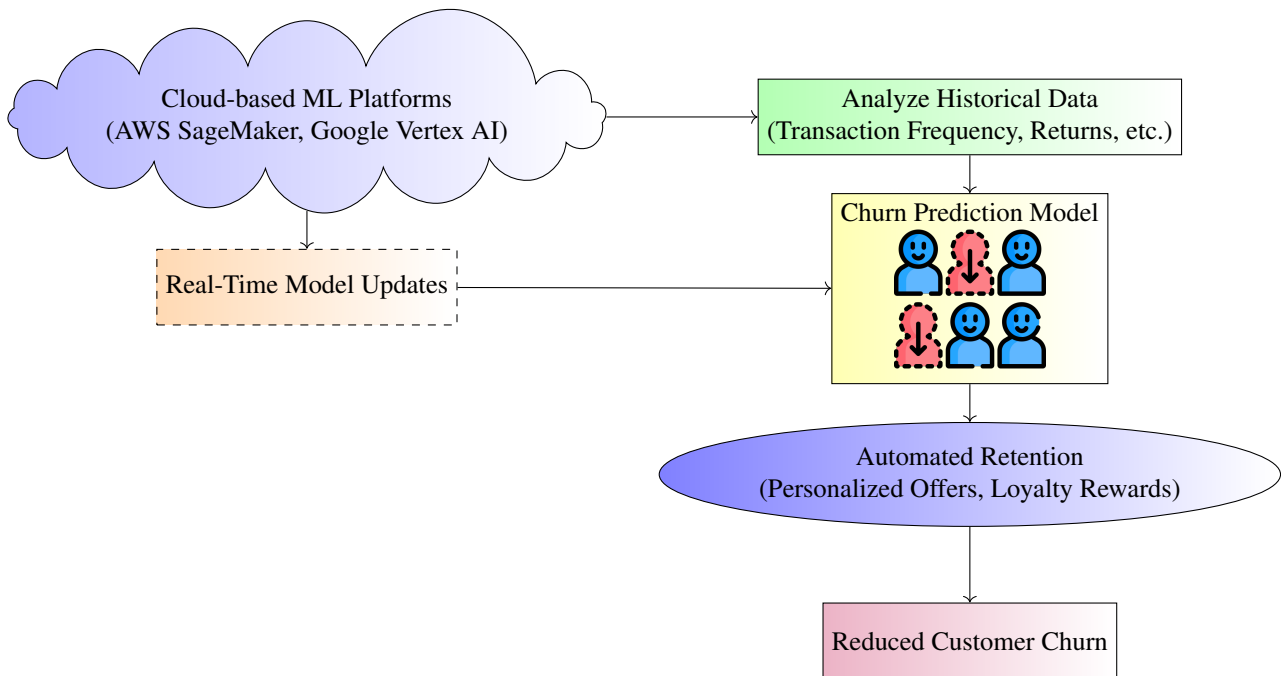 Cloud-based ML Platforms
(AWS SageMaker, Google Vertex AI)
Analyze Historical Data
(Transaction Frequency, Returns, etc.)
Real-Time Model Updates
Churn Prediction Model
Automated Retention
(Personalized Offers, Loyalty Rewards)
Reduced Customer Churn